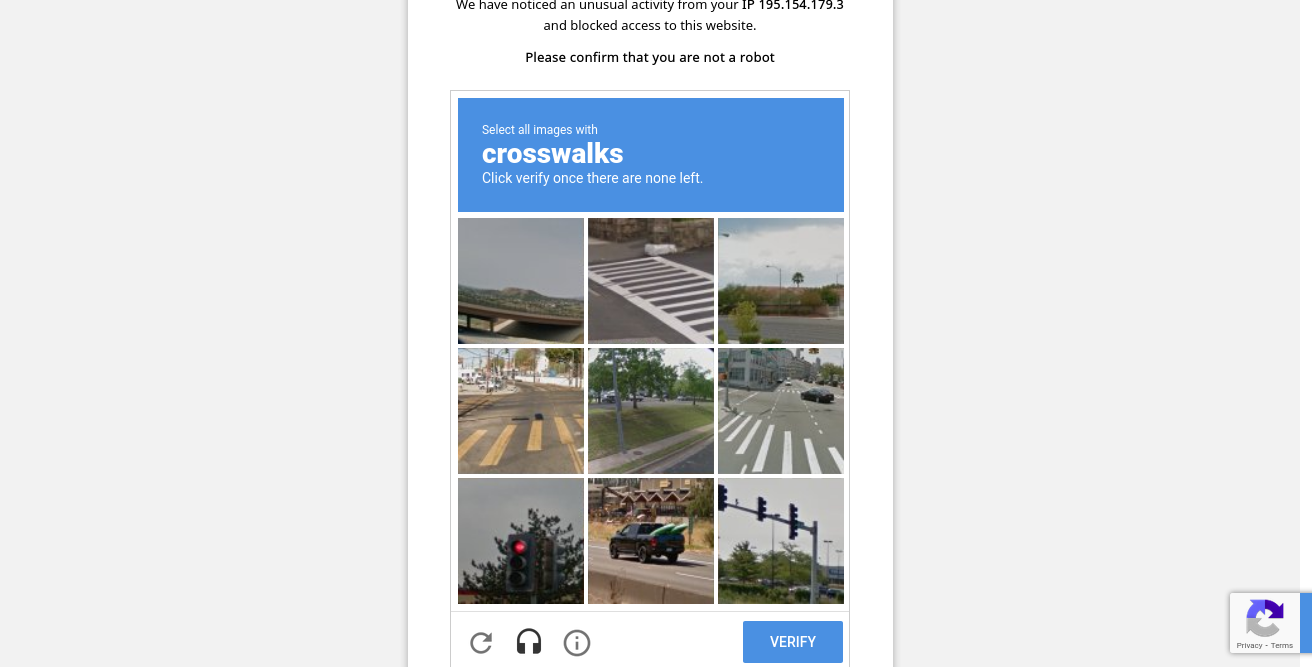 We have noticed an unusual activity from your IP 195.154.179.3
and blocked access to this website.
Please confirm that you are not a robot
Select all images with
crosswalks
Click verify once there are none left.
VERIFY
Privacy - Terms